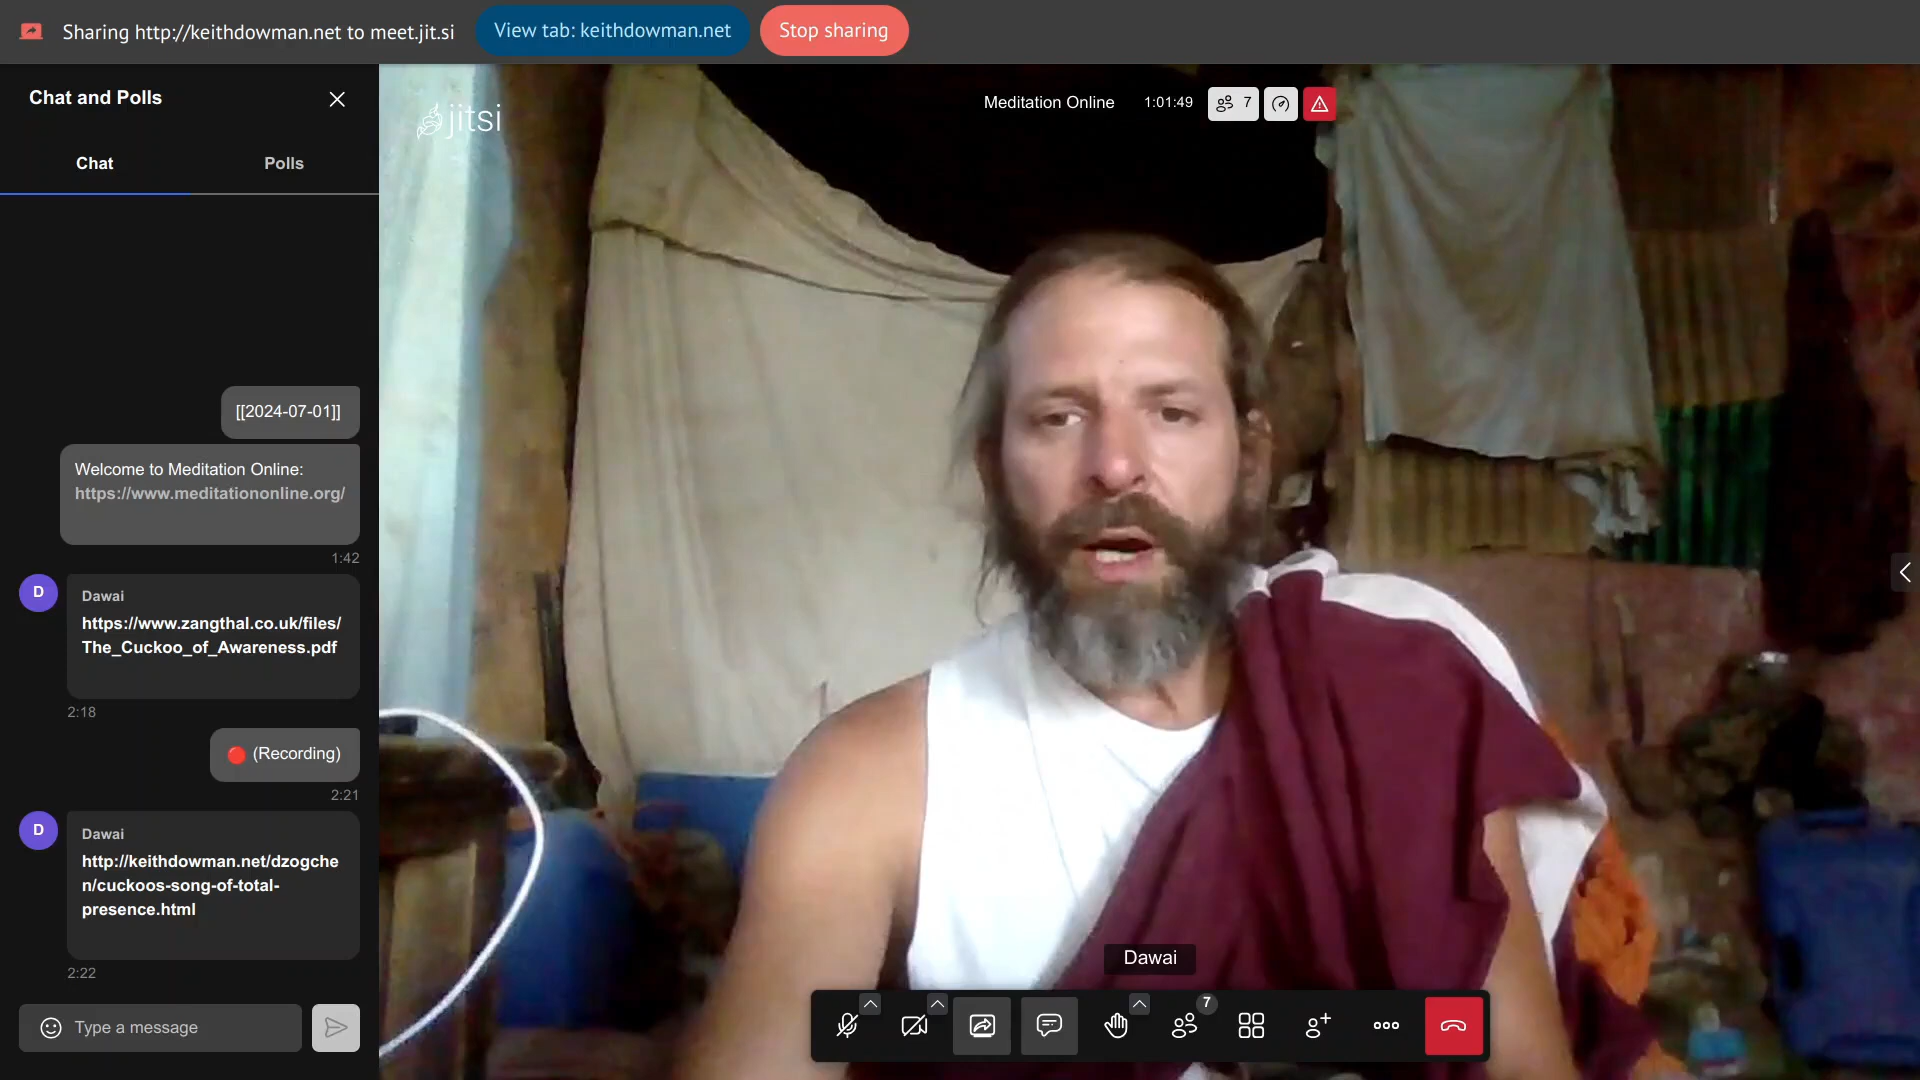 Sharing http://keithdowman.net to meet.jit.si
View tab: keithdowman.net
Stop sharing
Chat and Polls
Chat
Polls
jitsi
Meditation Online
1:01:49
7
[[2024-07-01]]
Welcome to Meditation Online:
https://www.meditationonline.org/
1:42
D
Dawai
https://www.zangthal.co.uk/files/
The_Cuckoo_of_Awareness.pdf
2:18
(Recording)
2:21
D
Dawai
http://keithdowman.net/dzogche
n/cuckoos-song-of-total-
presence.html
2:22
Type a message
Dawai
7